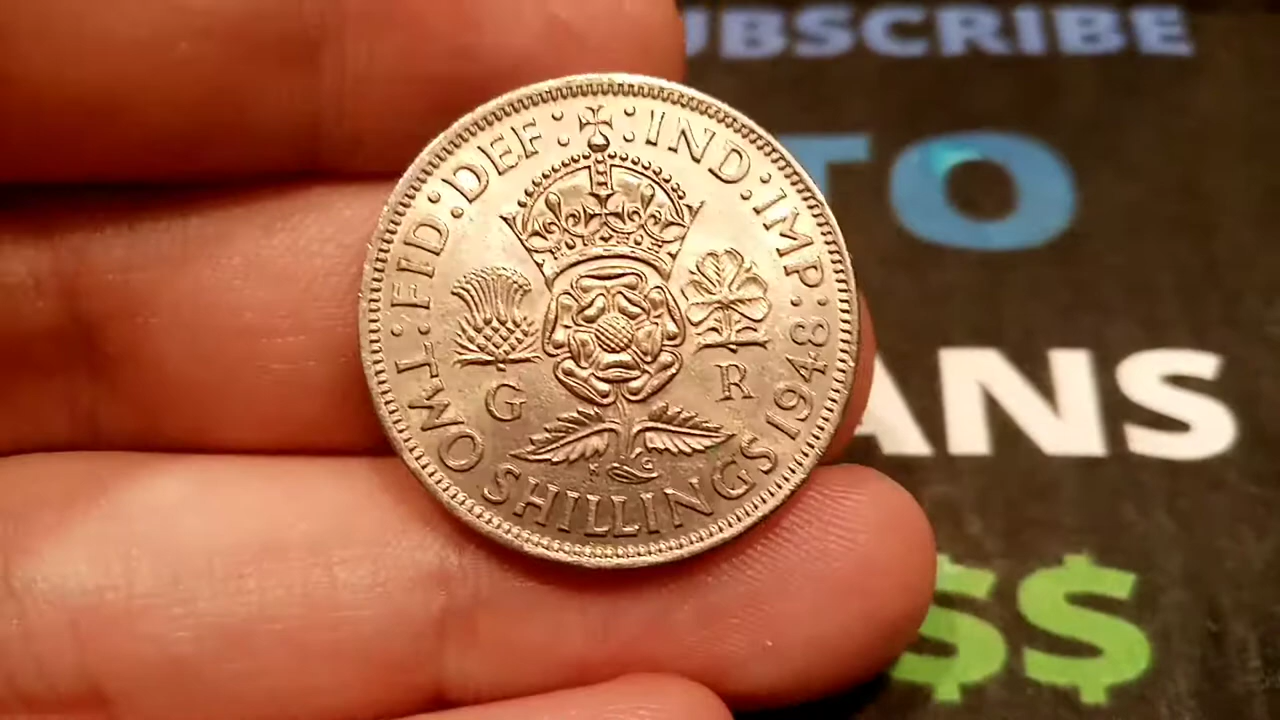 FID:DEF:IND:IMP:
TWO SHILLINGS 1948
G R
UBSCRIBE
TO
ANS
$$